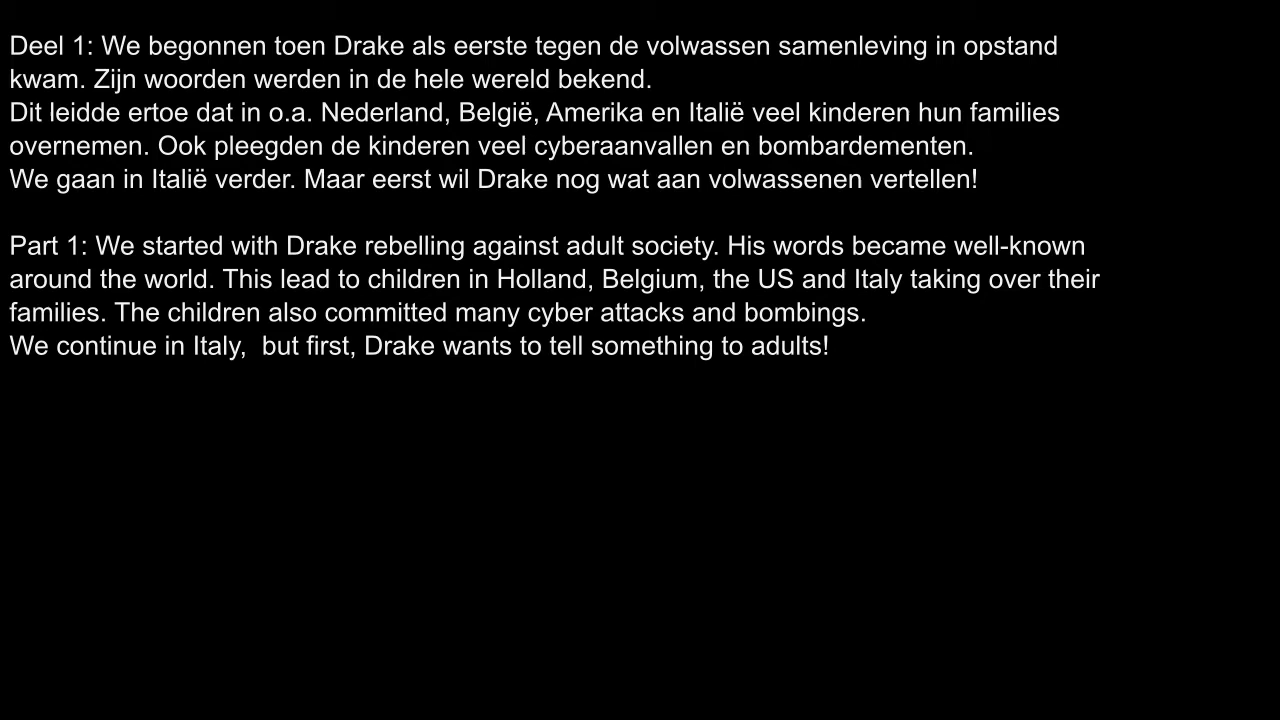 Deel 1: We begonnen toen Drake als eerste tegen de volwassen samenleving in opstand
kwam. Zijn woorden werden in de hele wereld bekend.
Dit leidde ertoe dat in o.a. Nederland, België, Amerika en Italië veel kinderen hun families
overnemen. Ook pleegden de kinderen veel cyberaanvallen en bombardementen.
We gaan in Italië verder. Maar eerst wil Drake nog wat aan volwassenen vertellen!
Part 1: We started with Drake rebelling against adult society. His words became well-known
around the world. This lead to children in Holland, Belgium, the US and Italy taking over their
families. The children also committed many cyber attacks and bombings.
We continue in Italy,  but first, Drake wants to tell something to adults!